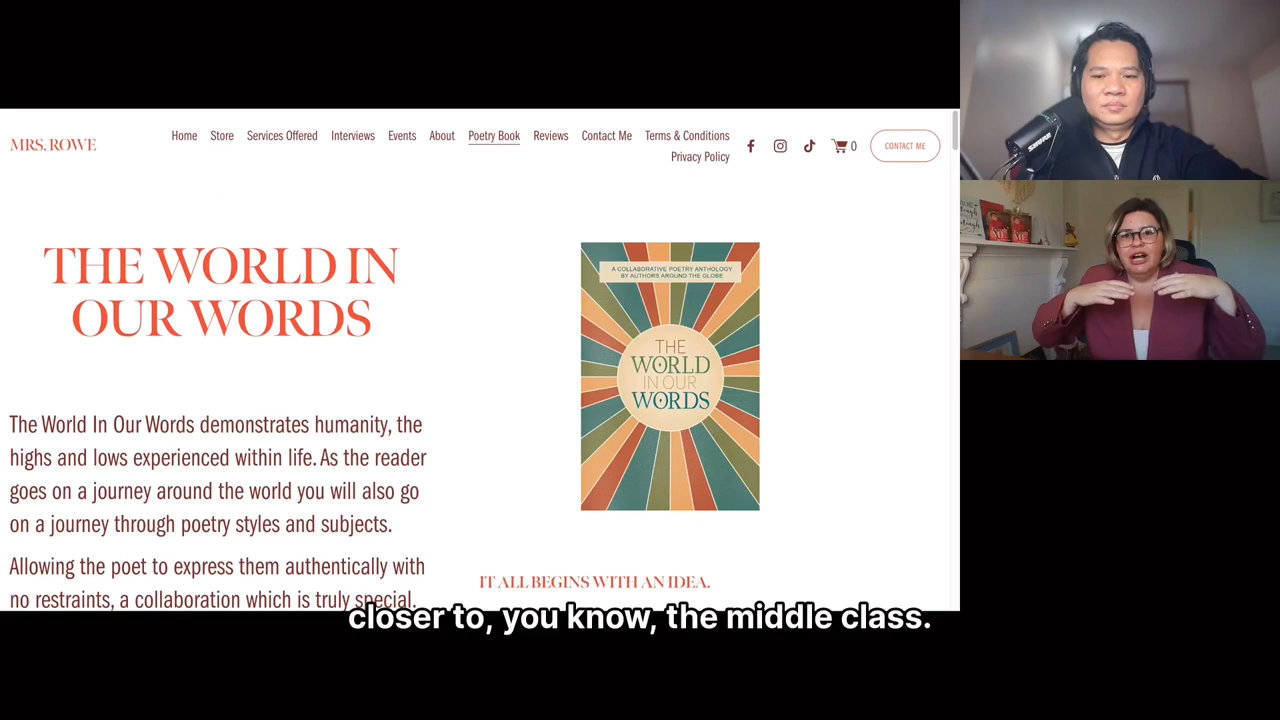 MRS. ROWE
Home
Store
Services Offered
Interviews
Events
About
Poetry Book
Reviews
Contact Me
Terms & Conditions
Privacy Policy
0
CONTACT ME
THE WORLD IN
OUR WORDS
The World In Our Words demonstrates humanity, the
highs and lows experienced within life. As the reader
goes on a journey around the world you will also go
on a journey through poetry styles and subjects.
Allowing the poet to express them authentically with
no restraints, a collaboration which is truly special.
A COLLABORATIVE POETRY ANTHOLOGY
BY AUTHORS AROUND THE GLOBE
THE
WORLD
IN OUR
WORDS
IT ALL BEGINS WITH AN IDEA.
SHURE
closer to, you know, the middle class.